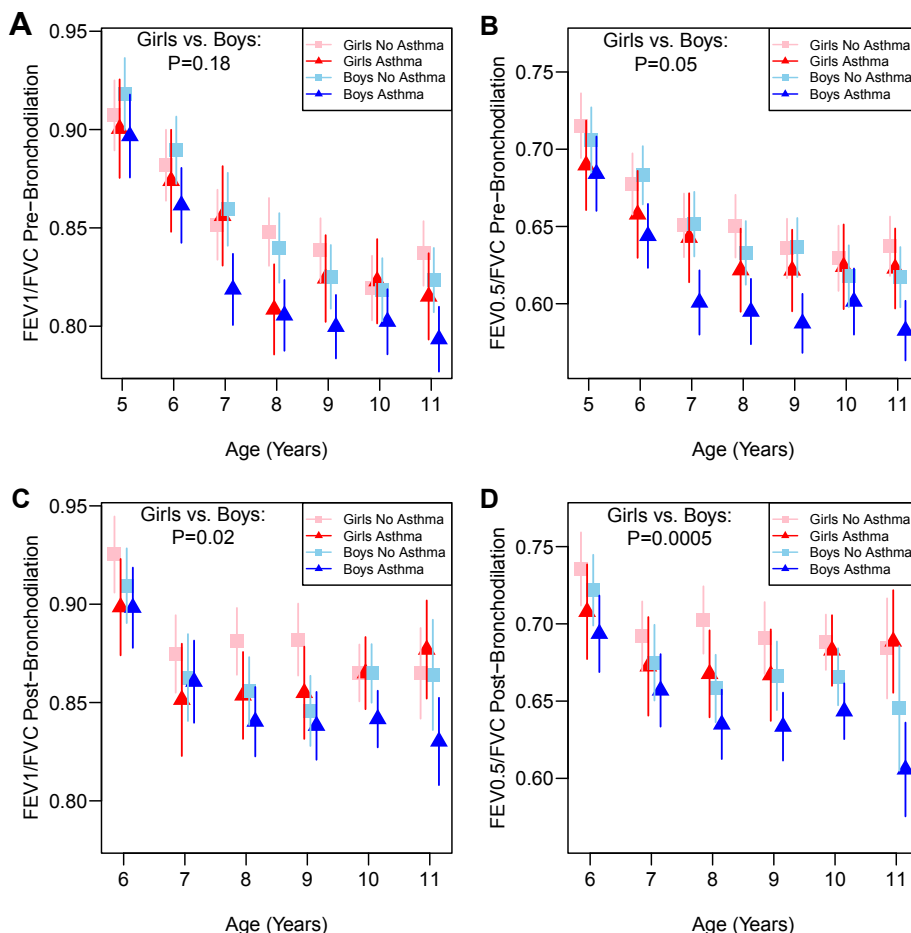 A
Girls vs. Boys:
P=0.18
Girls No Asthma
Girls Asthma
Boys No Asthma
Boys Asthma
FEV1/FVC Pre−Bronchodilation
0.95
0.90
0.85
0.80
5 6 7 8 9 10 11
Age (Years)
B
Girls vs. Boys:
P=0.05
Girls No Asthma
Girls Asthma
Boys No Asthma
Boys Asthma
FEV0.5/FVC Pre−Bronchodilation
0.75
0.70
0.65
0.60
5 6 7 8 9 10 11
Age (Years)
C
Girls vs. Boys:
P=0.02
Girls No Asthma
Girls Asthma
Boys No Asthma
Boys Asthma
FEV1/FVC Post−Bronchodilation
0.95
0.90
0.85
0.80
6 7 8 9 10 11
Age (Years)
D
Girls vs. Boys:
P=0.0005
Girls No Asthma
Girls Asthma
Boys No Asthma
Boys Asthma
FEV0.5/FVC Post−Bronchodilation
0.75
0.70
0.65
0.60
6 7 8 9 10 11
Age (Years)